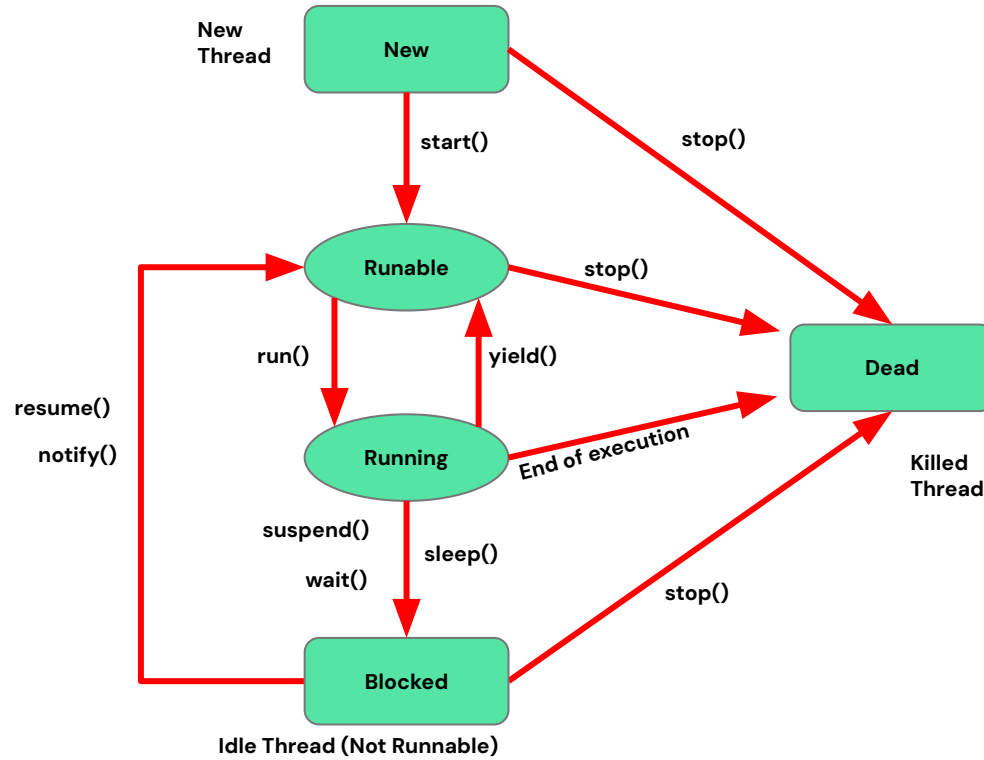 New
Thread
New
start()
stop()
Runable
stop()
run()
yield()
Dead
resume()
notify()
Running
End of execution
Killed
Thread
suspend()
sleep()
wait()
stop()
Blocked
Idle Thread (Not Runnable)